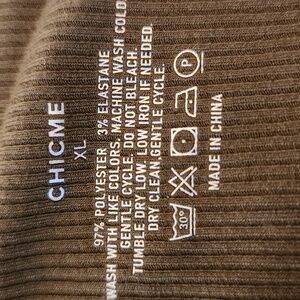 CHICME
XL
97% POLYESTER 3% ELASTANE
WASH WITH LIKE COLORS. MACHINE WASH COLD
GENTLE CYCLE. DO NOT BLEACH.
TUMBLE DRY LOW. LOW IRON IF NEEDED.
DRY CLEAN GENTLE CYCLE.
30°
P
MADE IN CHINA